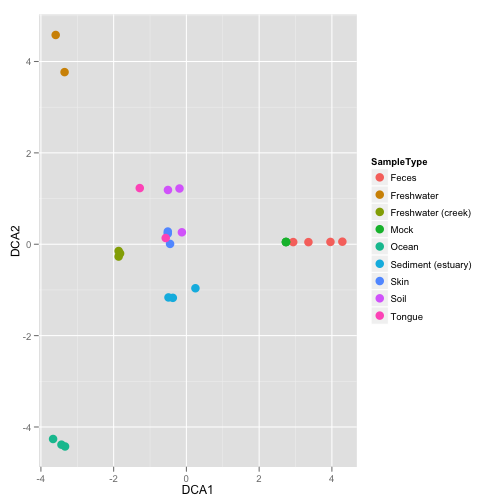 4
2
0
-2
-4
DCA2
-4
-2
0
2
4
DCA1
SampleType
Feces
Freshwater
Freshwater (creek)
Mock
Ocean
Sediment (estuary)
Skin
Soil
Tongue